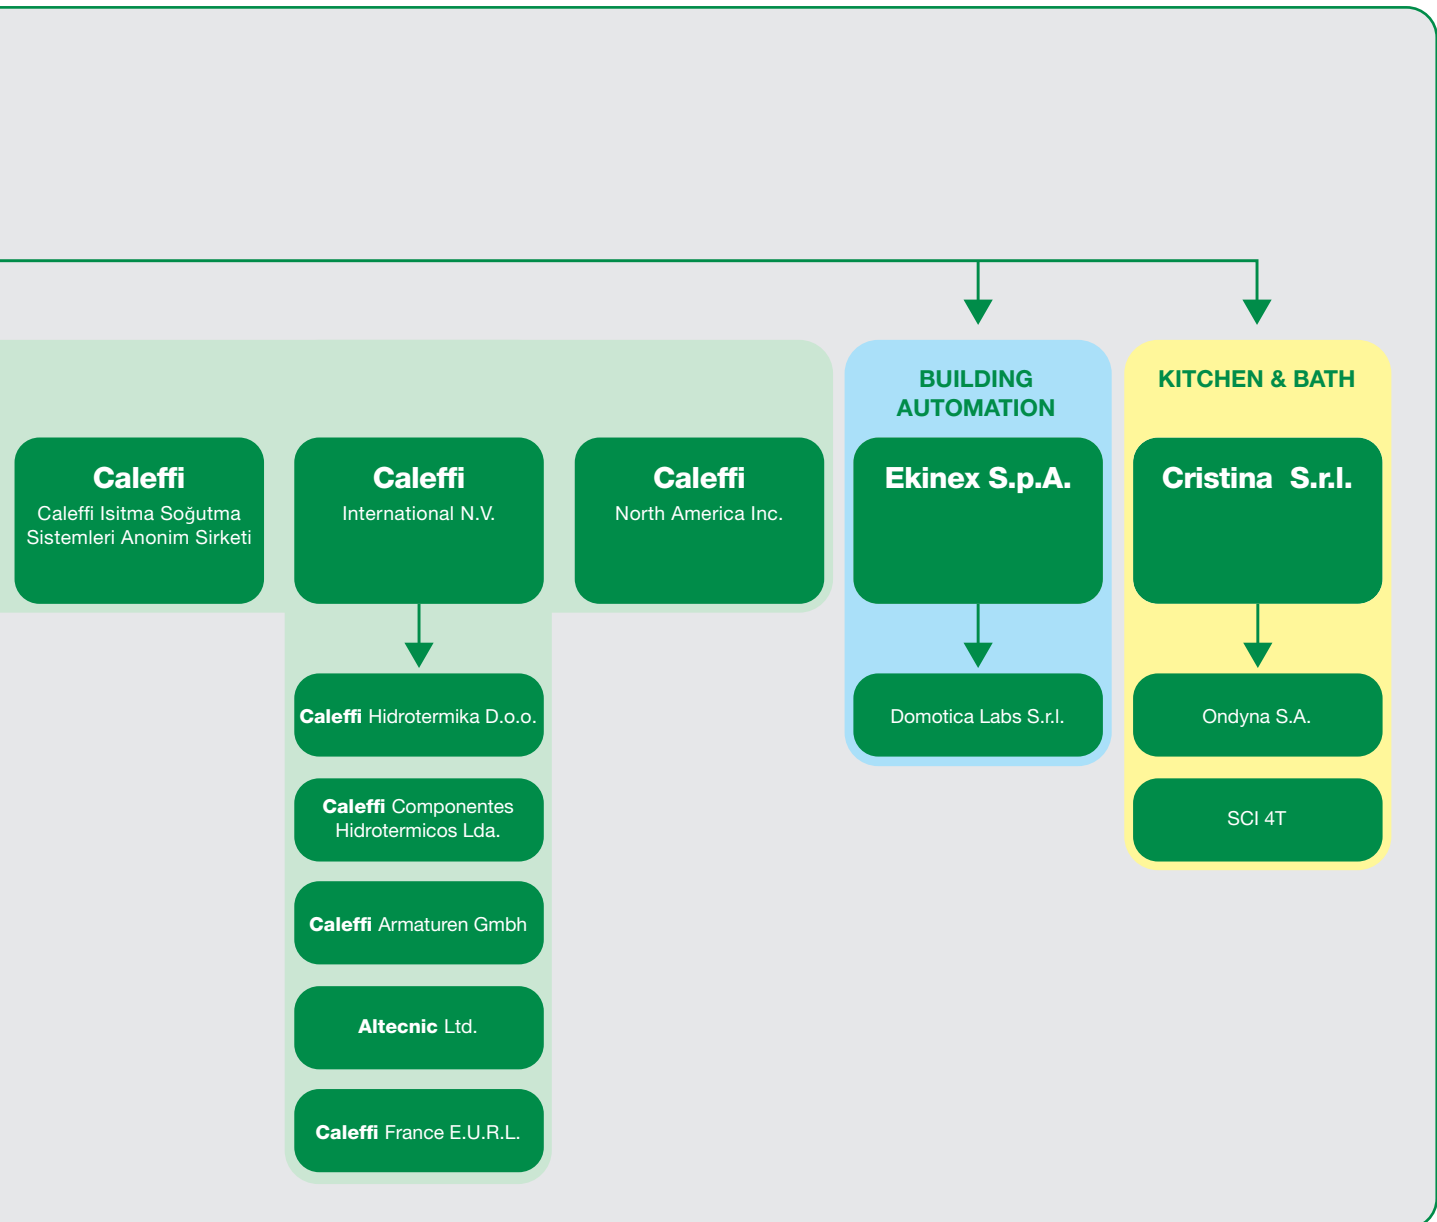 BUILDING
AUTOMATION
KITCHEN & BATH
Caleffi
Caleffi Isitma Soğutma
Sistemleri Anonim Sirketi
Caleffi
International N.V.
Caleffi
North America Inc.
Ekinex S.p.A.
Cristina S.r.l.
Caleffi Hidrotermika D.o.o.
Caleffi Componentes
Hidrotermicos Lda.
Caleffi Armaturen Gmbh
Altecnic Ltd.
Caleffi France E.U.R.L.
Domotica Labs S.r.l.
Ondyna S.A.
SCI 4T